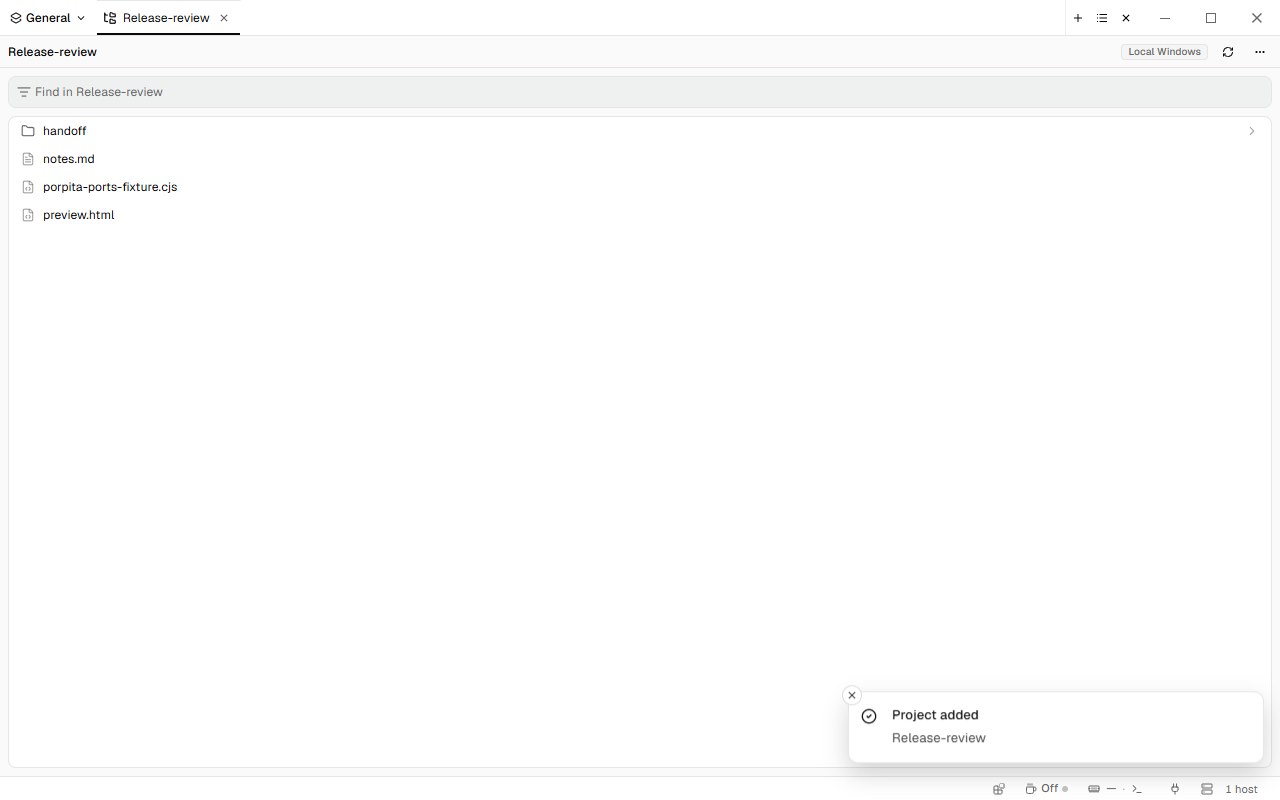 General
Release-review
Release-review
Local Windows
Find in Release-review
handoff
notes.md
porpita-ports-fixture.cjs
preview.html
Project added
Release-review
Off
1 host